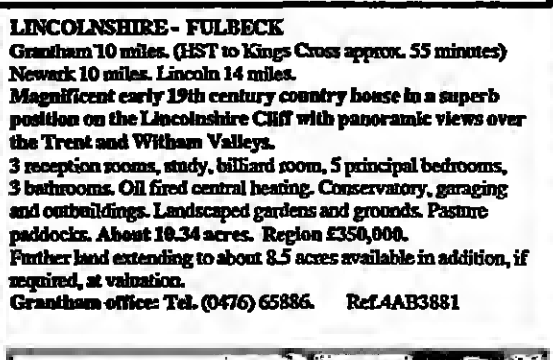 LINCOLNSHIRE - FULBECK
Grantham 10 miles. (HST to Kings Cross approx. 55 minutes)
Newark 10 miles. Lincoln 14 miles.
Magnificent early 19th century country house in a superb
position on the Lincolnshire Cliff with panoramic views over
the Trent and Witham Valleys.
3 reception rooms, study, billiard room, 5 principal bedrooms,
3 bathrooms. Oil fired central heating. Conservatory, garaging
and outbuildings. Landscaped gardens and grounds. Pasture
paddocks. About 10.34 acres. Region £350,000.
Further land extending to about 8.5 acres available in addition, if
required, at valuation.
Grantham office: Tel. (0476) 65886. Ref.4AB3881